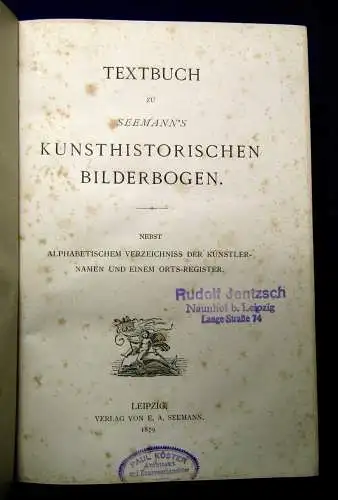 TEXTBUCH
ZU
SEEMANN'S
KUNSTHISTORISCHEN
BILDERBOGEN.
NEBST
ALPHABETISCHEM VERZEICHNISS DER KÜNSTLER-
NAMEN UND EINEM ORTS-REGISTER.
Rudolf Jentzsch
Naunhof b. Leipzig
Lange Straße 74
LEIPZIG,
VERLAG VON E. A. SEEMANN.
1879
PAUL KÖSTER